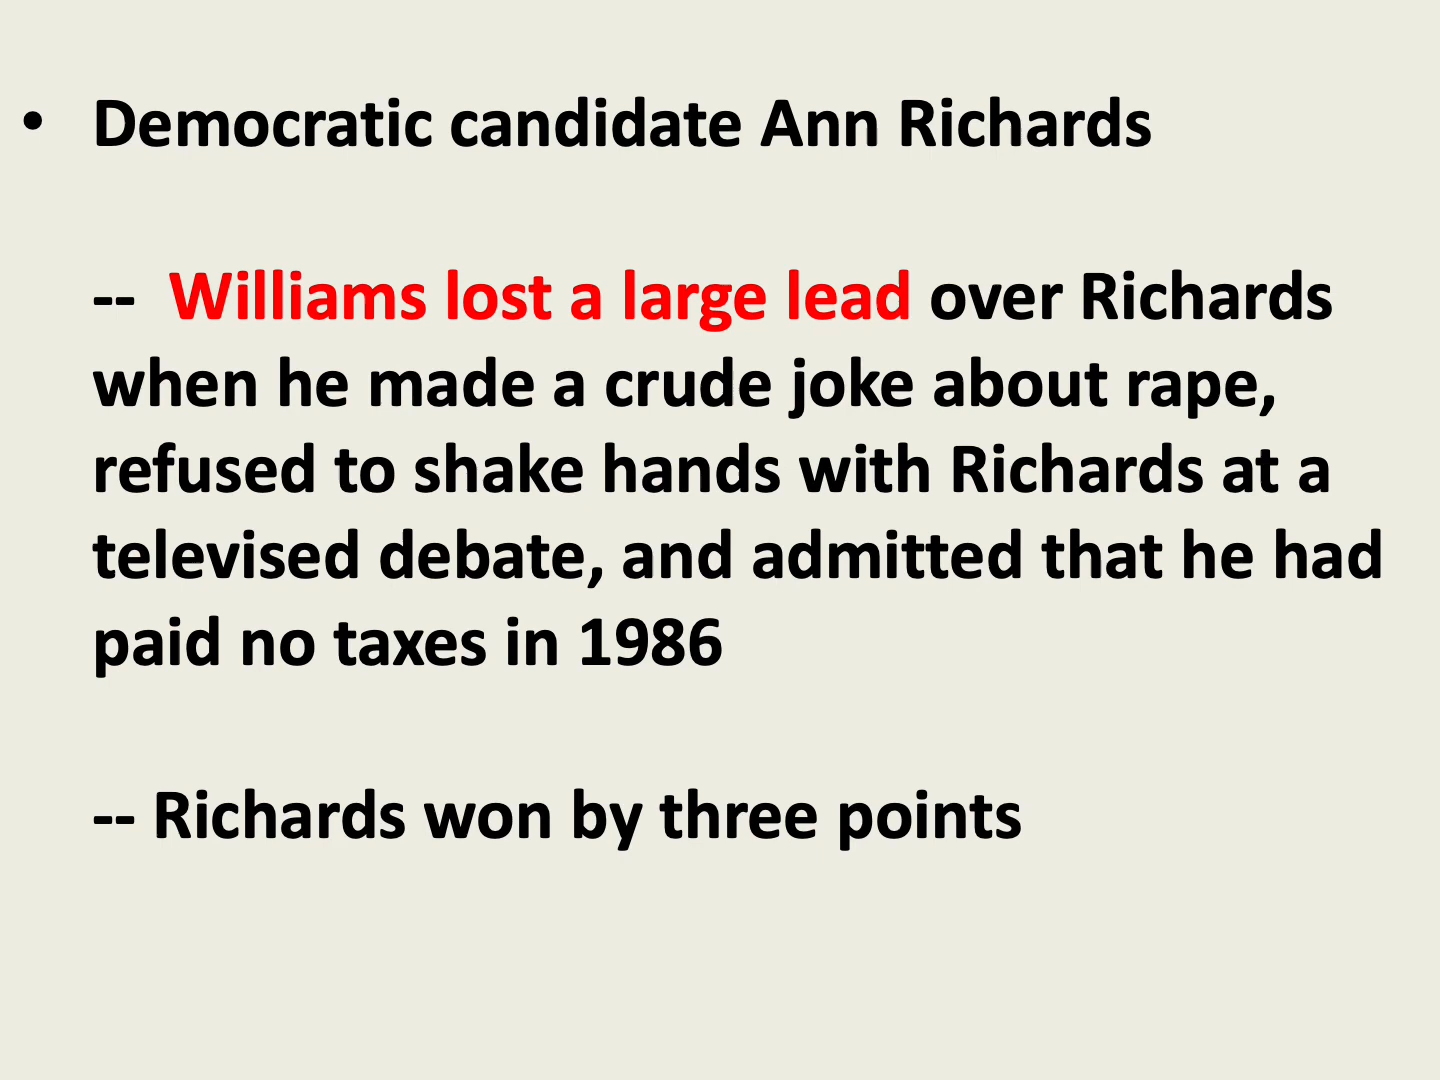 • Democratic candidate Ann Richards
-- Williams lost a large lead over Richards
when he made a crude joke about rape,
refused to shake hands with Richards at a
televised debate, and admitted that he had
paid no taxes in 1986
-- Richards won by three points